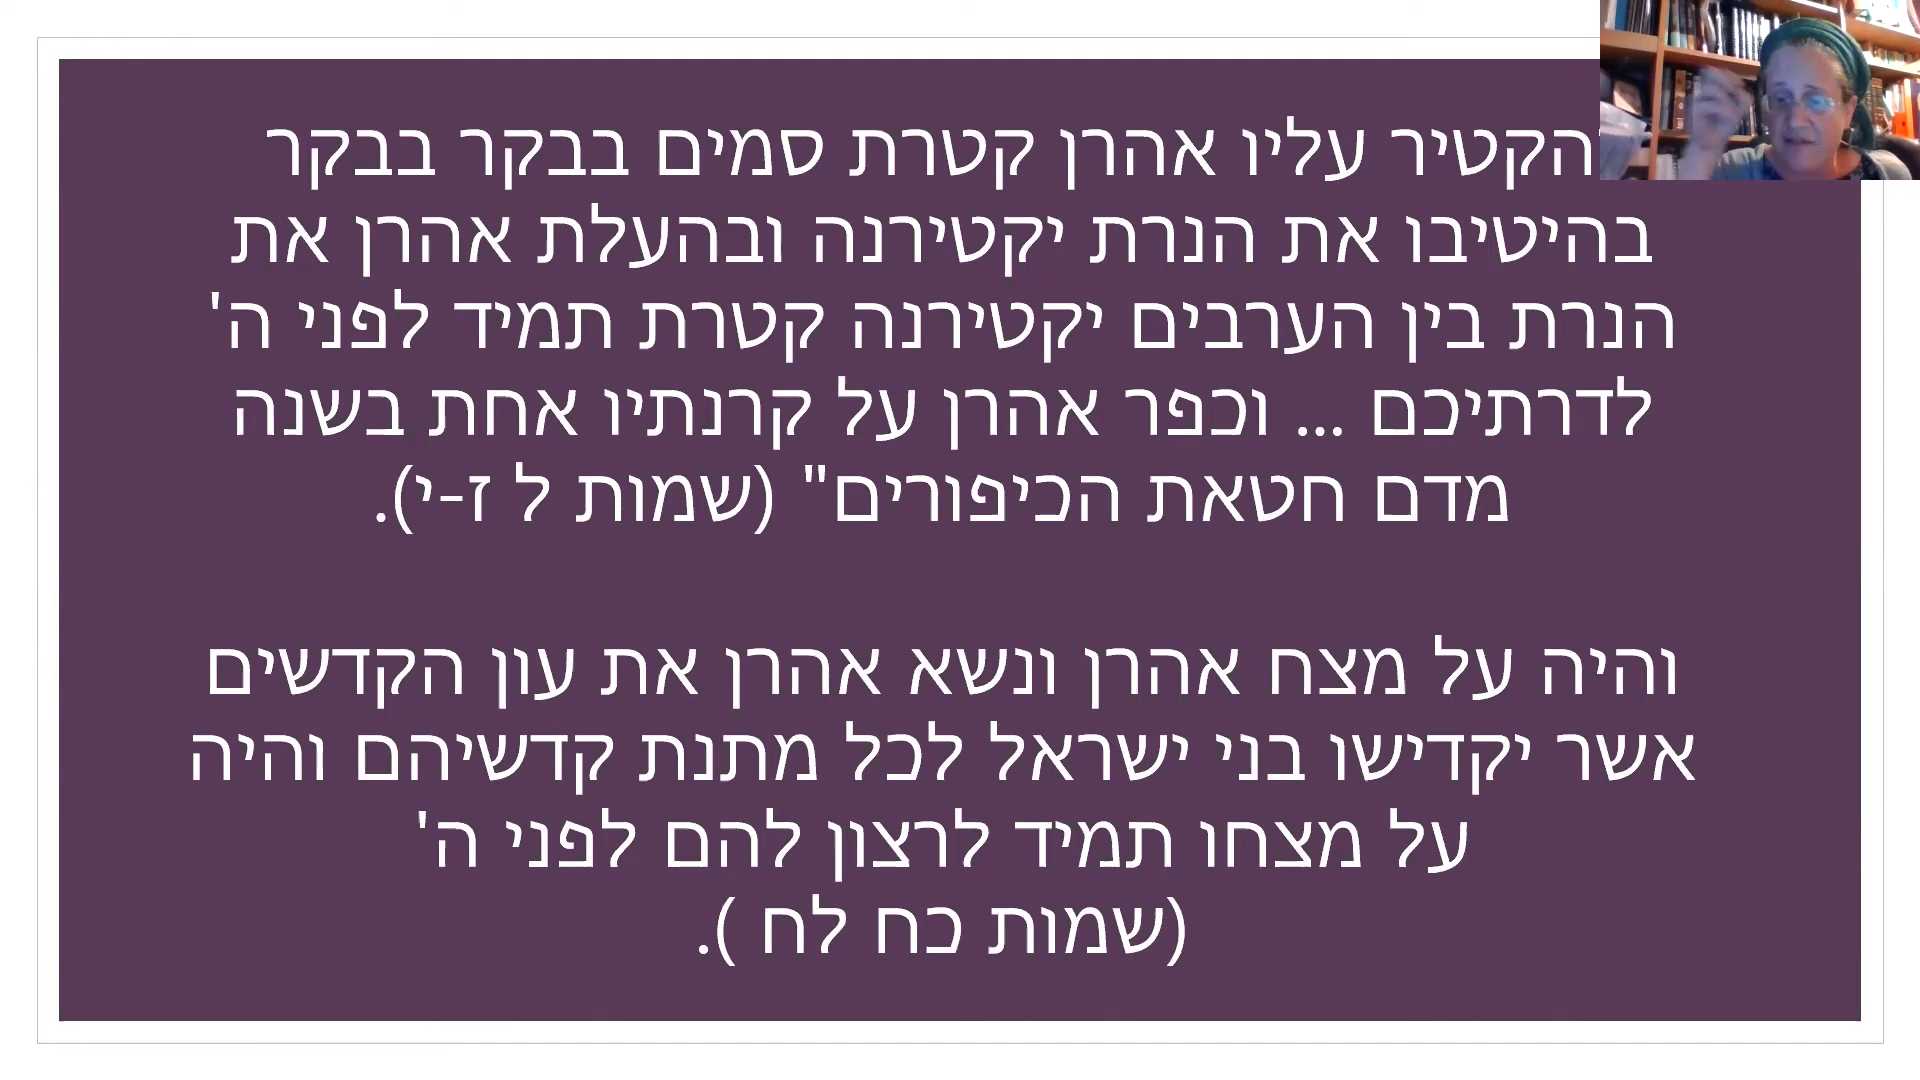 הקטיר עליו אהרן קטרת סמים בבקר בבקר
בהיטיבו את הנרת יקטירנה ובהעלת אהרן את
הנרת בין הערבים יקטירנה קטרת תמיד לפני ה'
לדרתיכם ... וכפר אהרן על קרנתיו אחת בשנה
מדם חטאת הכיפורים" (שמות ל ז-י).
והיה על מצח אהרן ונשא אהרן את עון הקדשים
אשר יקדישו בני ישראל לכל מתנת קדשיהם והיה
על מצחו תמיד לרצון להם לפני ה'
(שמות כח לח ).